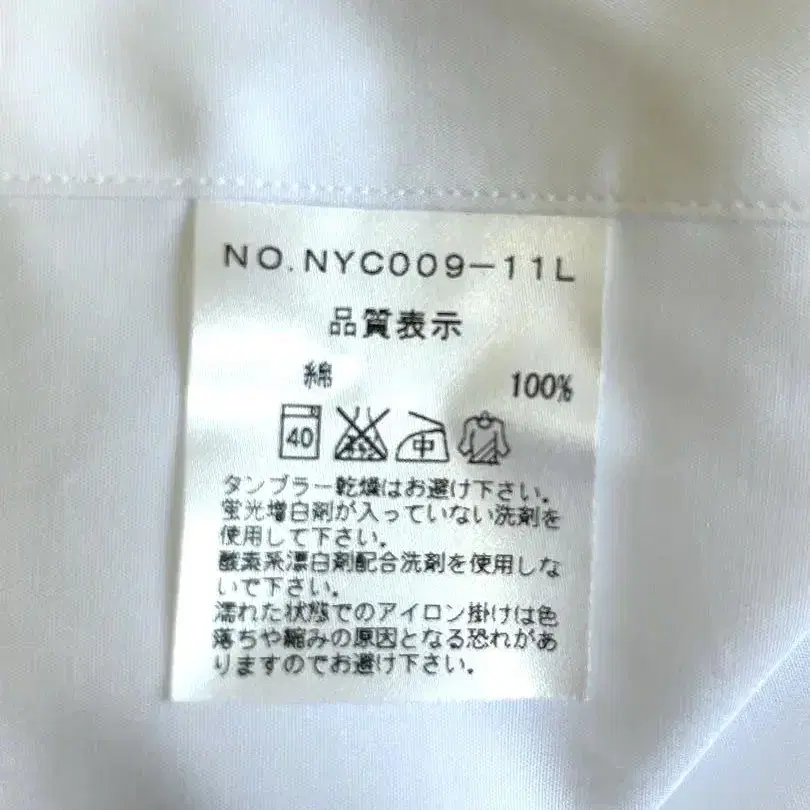 NO.NYC009-11L
品質表示
綿 100%
40 中
タンブラー乾燥はお避け下さい。
蛍光増白剤が入っていない洗剤を
使用して下さい。
酸素系漂白剤配合洗剤を使用しな
いで下さい。
濡れた状態でのアイロン掛けは色
落ちや縮みの原因となる恐れがあ
りますのでお避け下さい。